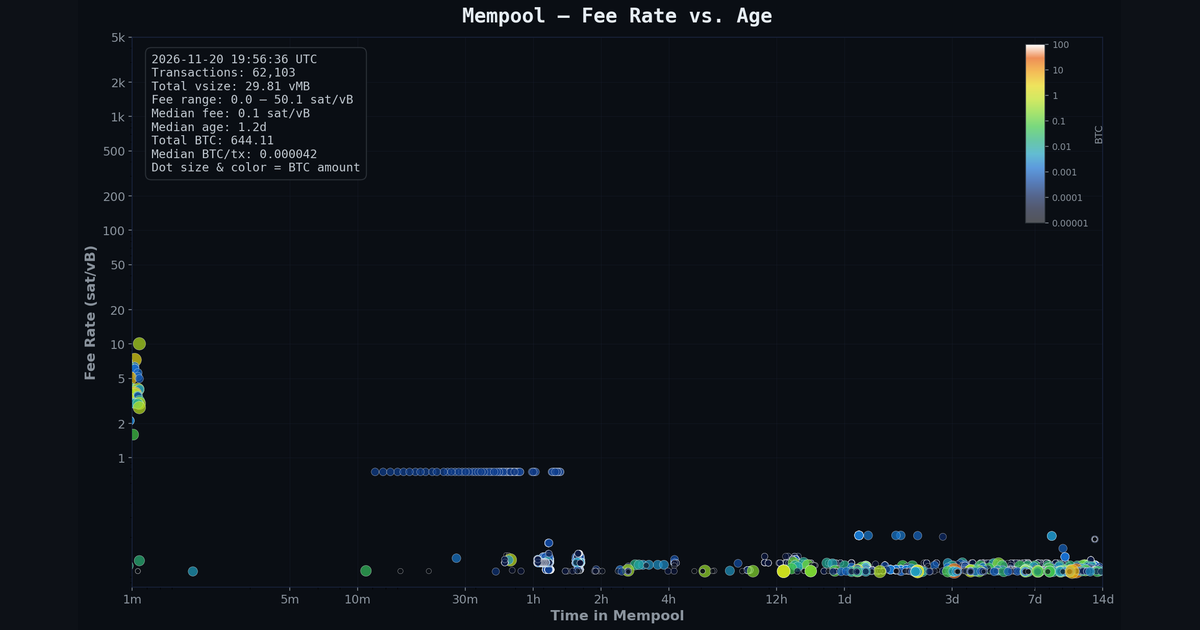 Mempool — Fee Rate vs. Age
5k
2k
1k
500
200
100
50
20
10
5
2
1
Fee Rate (sat/vB)
2026-11-20 19:56:36 UTC
Transactions: 62,103
Total vsize: 29.81 vMB
Fee range: 0.0 — 50.1 sat/vB
Median fee: 0.1 sat/vB
Median age: 1.2d
Total BTC: 644.11
Median BTC/tx: 0.000042
Dot size & color = BTC amount
100
10
1
0.1
0.01
0.001
0.0001
0.00001
BTC
1m 5m 10m 30m 1h 2h 4h 12h 1d 3d 7d 14d
Time in Mempool